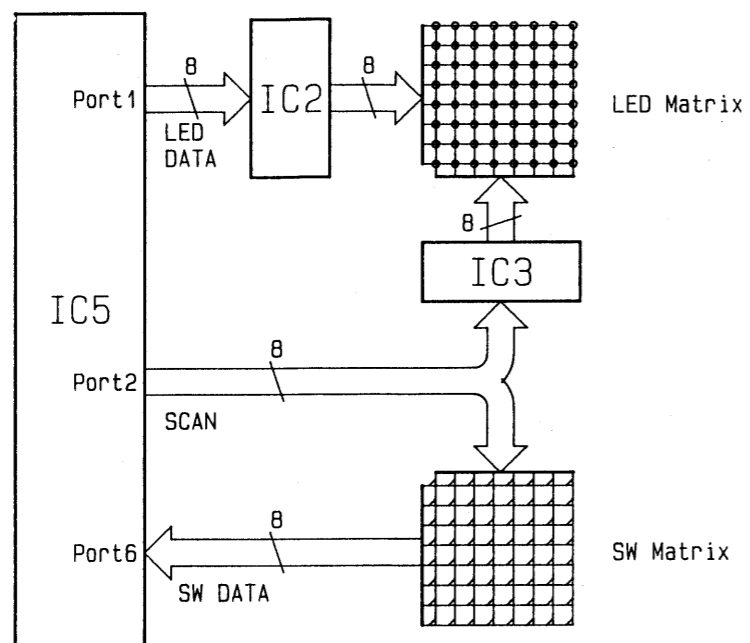 Port1
8
LED
DATA
IC2
8
LED Matrix
8
IC3
IC5
Port2
8
SCAN
Port6
8
SW DATA
SW Matrix